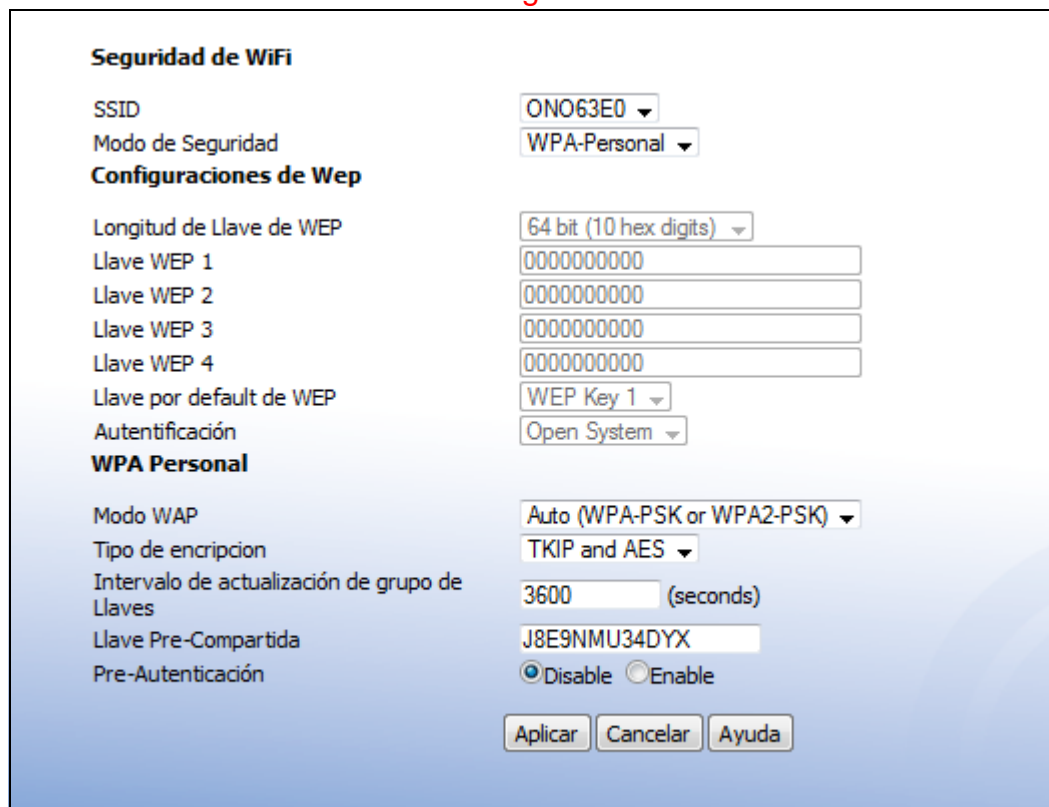 Seguridad de WiFi
SSID ONO63E0
Modo de Seguridad WPA-Personal
Configuraciones de Wep
Longitud de Llave de WEP 64 bit (10 hex digits)
Llave WEP 1 0000000000
Llave WEP 2 0000000000
Llave WEP 3 0000000000
Llave WEP 4 0000000000
Llave por default de WEP WEP Key 1
Autentificación Open System
WPA Personal
Modo WAP Auto (WPA-PSK or WPA2-PSK)
Tipo de encripcion TKIP and AES
Intervalo de actualización de grupo de
Llaves 3600 (seconds)
Llave Pre-Compartida J8E9NMU34DYX
Pre-Autenticación Disable Enable
Aplicar Cancelar Ayuda